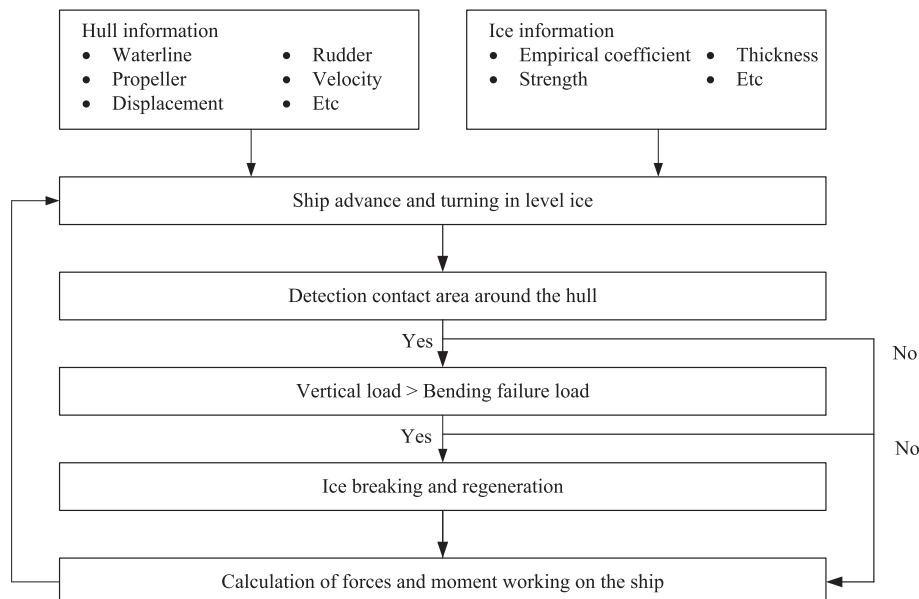 Hull information
• Waterline • Rudder
• Propeller • Velocity
• Displacement • Etc
Ice information
• Empirical coefficient • Thickness
• Strength • Etc
Ship advance and turning in level ice
Detection contact area around the hull
Yes
No
Vertical load > Bending failure load
Yes
No
Ice breaking and regeneration
Calculation of forces and moment working on the ship